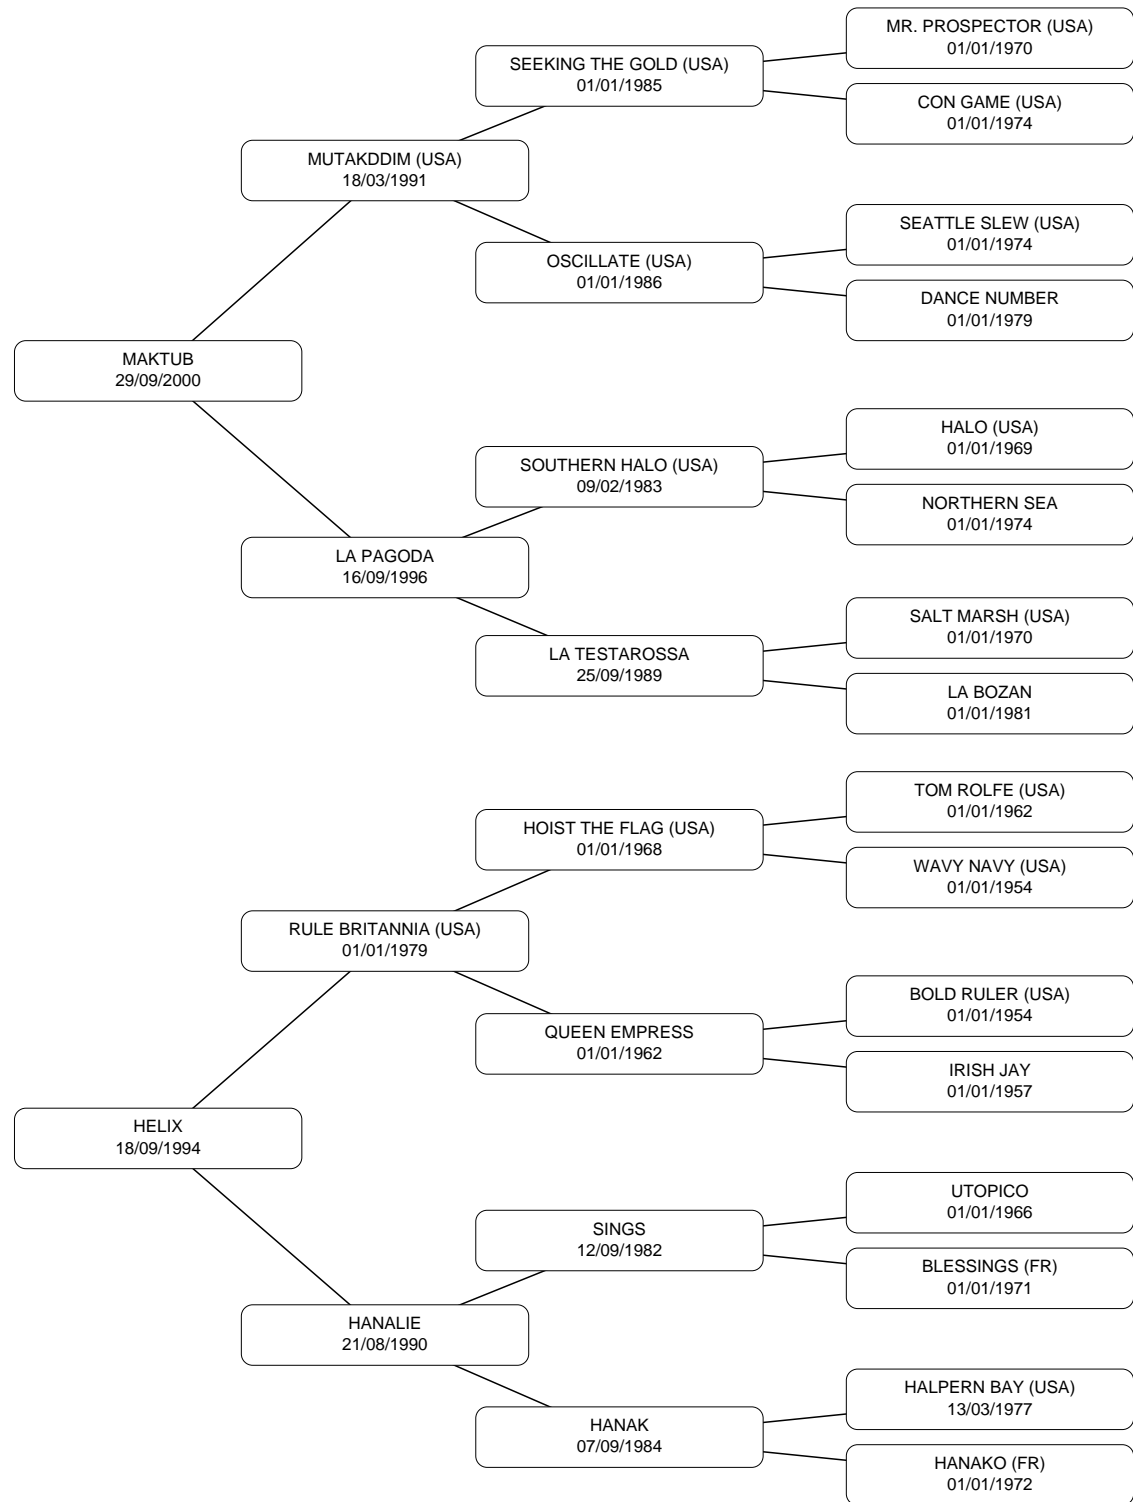 MR. PROSPECTOR (USA)
01/01/1970
SEEKING THE GOLD (USA)
01/01/1985
CON GAME (USA)
01/01/1974
MUTAKDDIM (USA)
18/03/1991
SEATTLE SLEW (USA)
01/01/1974
OSCILLATE (USA)
01/01/1986
DANCE NUMBER
01/01/1979
MAKTUB
29/09/2000
HALO (USA)
01/01/1969
SOUTHERN HALO (USA)
09/02/1983
NORTHERN SEA
01/01/1974
LA PAGODA
16/09/1996
SALT MARSH (USA)
01/01/1970
LA TESTAROSSA
25/09/1989
LA BOZAN
01/01/1981
TOM ROLFE (USA)
01/01/1962
HOIST THE FLAG (USA)
01/01/1968
WAVY NAVY (USA)
01/01/1954
RULE BRITANNIA (USA)
01/01/1979
BOLD RULER (USA)
01/01/1954
QUEEN EMPRESS
01/01/1962
IRISH JAY
01/01/1957
HELIX
18/09/1994
UTOPICO
01/01/1966
SINGS
12/09/1982
BLESSINGS (FR)
01/01/1971
HANALIE
21/08/1990
HALPERN BAY (USA)
13/03/1977
HANAK
07/09/1984
HANAKO (FR)
01/01/1972